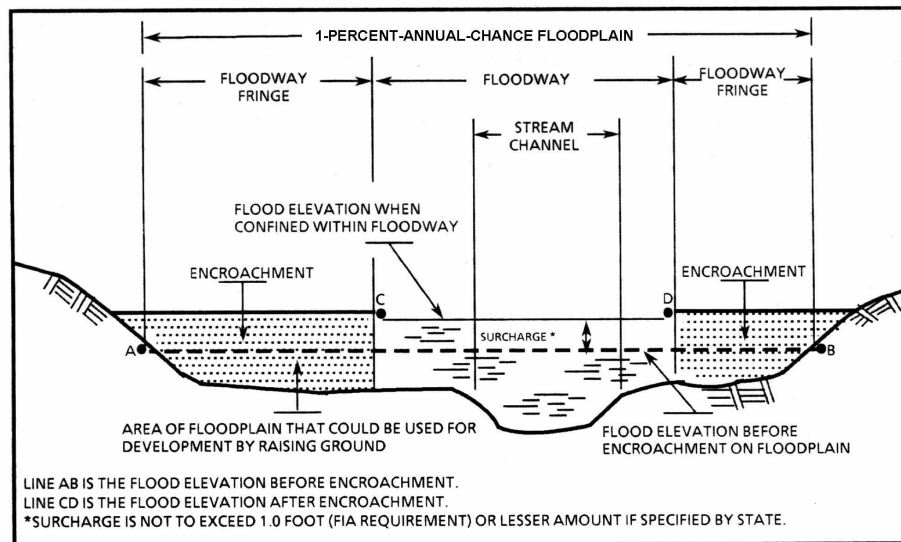 1-PERCENT-ANNUAL-CHANCE FLOODPLAIN
FLOODWAY
FRINGE
FLOODWAY
FLOODWAY
FRINGE
STREAM
CHANNEL
FLOOD ELEVATION WHEN
CONFINED WITHIN FLOODWAY
ENCROACHMENT
ENCROACHMENT
C
D
SURCHARGE *
A
B
AREA OF FLOODPLAIN THAT COULD BE USED FOR
DEVELOPMENT BY RAISING GROUND
FLOOD ELEVATION BEFORE
ENCROACHMENT ON FLOODPLAIN
LINE AB IS THE FLOOD ELEVATION BEFORE ENCROACHMENT.
LINE CD IS THE FLOOD ELEVATION AFTER ENCROACHMENT.
*SURCHARGE IS NOT TO EXCEED 1.0 FOOT (FIA REQUIREMENT) OR LESSER AMOUNT IF SPECIFIED BY STATE.